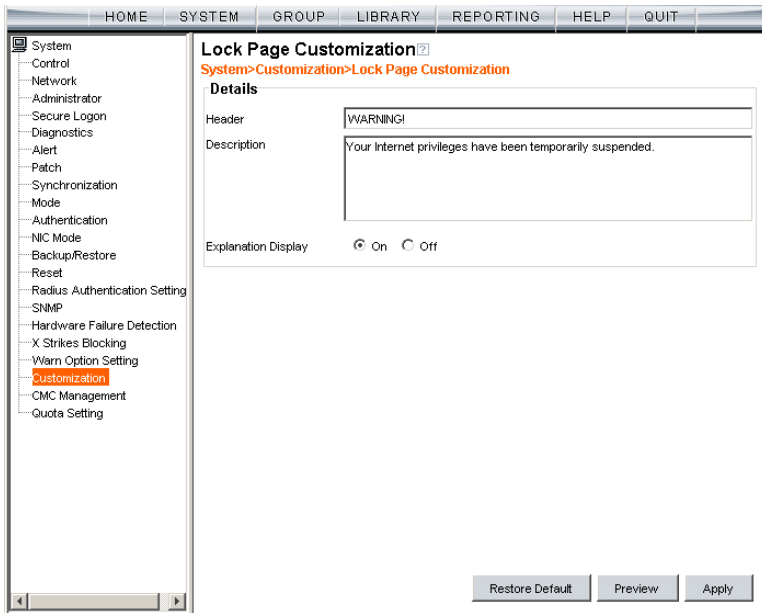 HOME SYSTEM GROUP LIBRARY REPORTING HELP QUIT
System
Control
Network
Administrator
Secure Logon
Diagnostics
Alert
Patch
Synchronization
Mode
Authentication
NIC Mode
Backup/Restore
Reset
Radius Authentication Setting
SNMP
Hardware Failure Detection
X Strikes Blocking
Warn Option Setting
Customization
CMC Management
Quota Setting
Lock Page Customization ?
System>Customization>Lock Page Customization
Details
Header WARNING!
Description Your Internet privileges have been temporarily suspended.
Explanation Display On Off
Restore Default Preview Apply